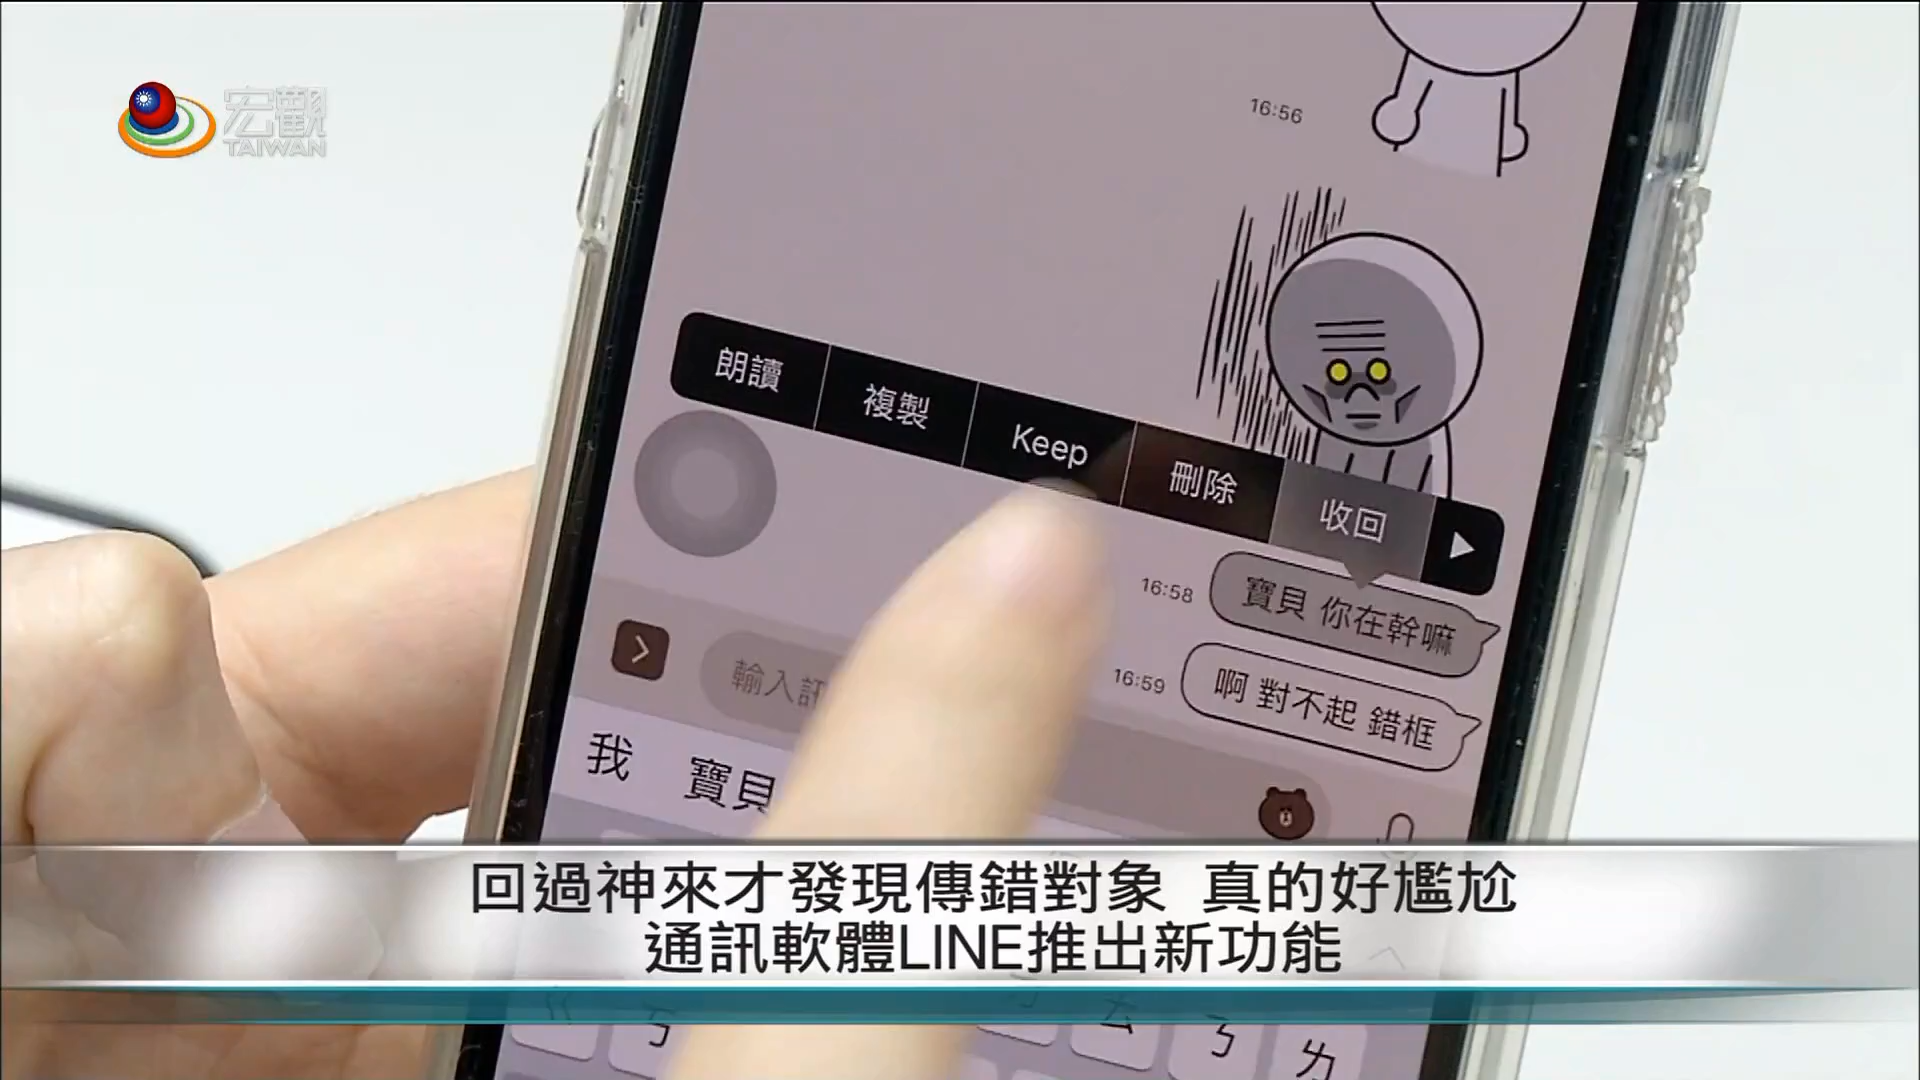 宏觀
TAIWAN
16:56
朗讀 複製 Keep 刪除 收回
16:58 寶貝 你在幹嘛
16:59 啊 對不起 錯框
輸入訊
我 寶貝
回過神來才發現傳錯對象 真的好尷尬
通訊軟體LINE推出新功能
ㄎ ㄊ ㄋ ㄌ